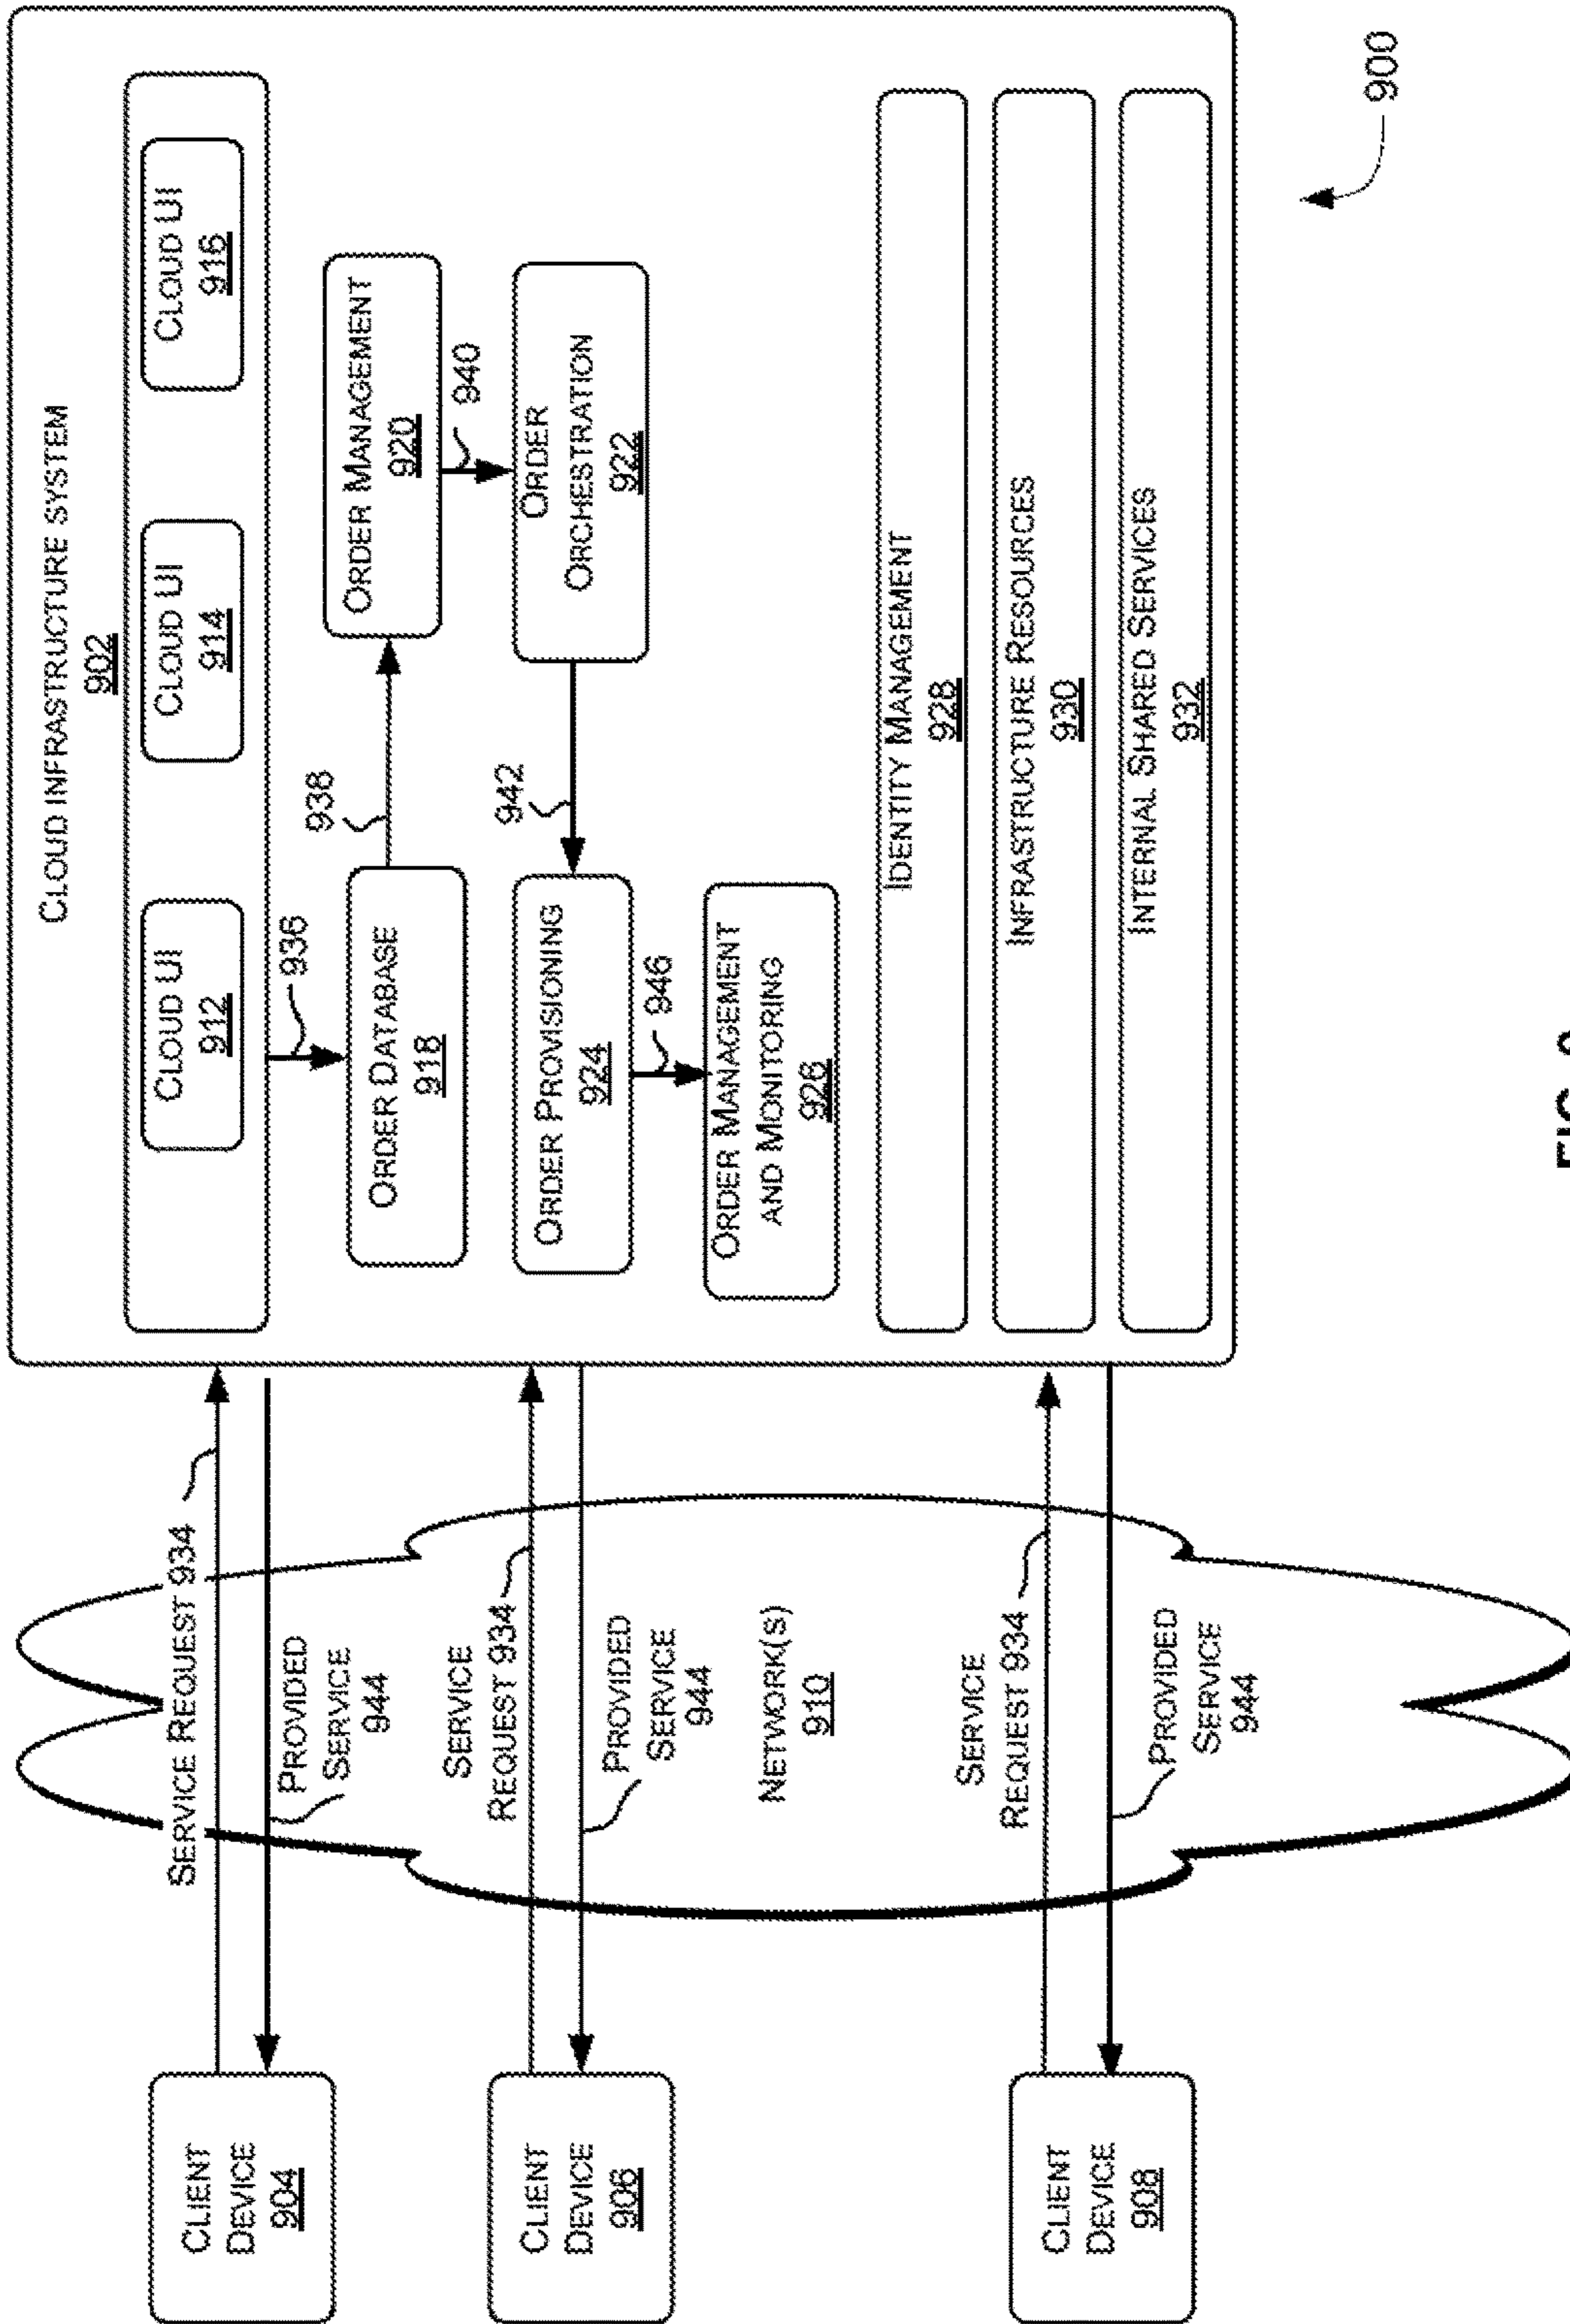 CLOUD INFRASTRUCTURE SYSTEM
902
CLOUD UI
912
CLOUD UI
914
CLOUD UI
916
936
ORDER DATABASE
918
938
ORDER MANAGEMENT
920
940
ORDER
ORCHESTRATION
922
942
ORDER PROVISIONING
924
946
ORDER MANAGEMENT
AND MONITORING
926
IDENTITY MANAGEMENT
928
INFRASTRUCTURE RESOURCES
930
INTERNAL SHARED SERVICES
932
CLIENT
DEVICE
904
SERVICE REQUEST 934
PROVIDED
SERVICE
944
CLIENT
DEVICE
906
SERVICE
REQUEST 934
PROVIDED
SERVICE
944
NETWORK(S)
910
CLIENT
DEVICE
908
SERVICE
REQUEST 934
PROVIDED
SERVICE
944
900